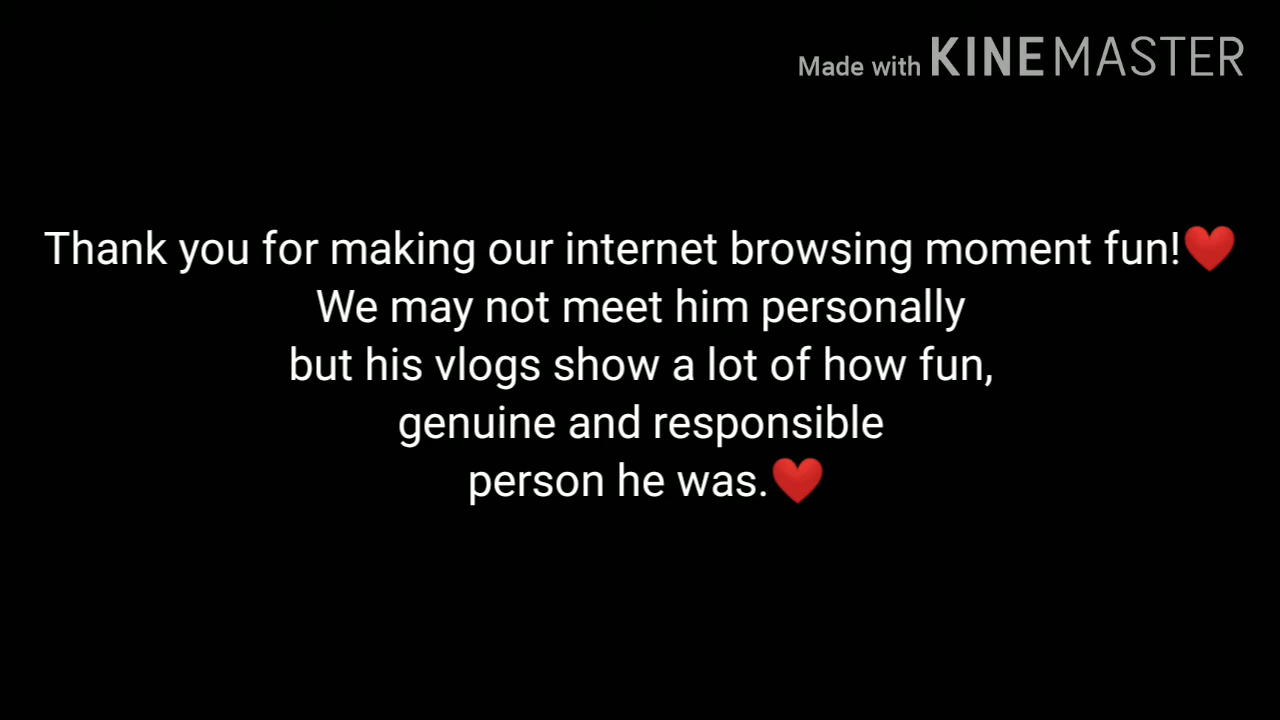 Made with KINEMASTER
Thank you for making our internet browsing moment fun!❤️
We may not meet him personally
but his vlogs show a lot of how fun,
genuine and responsible
person he was.❤️